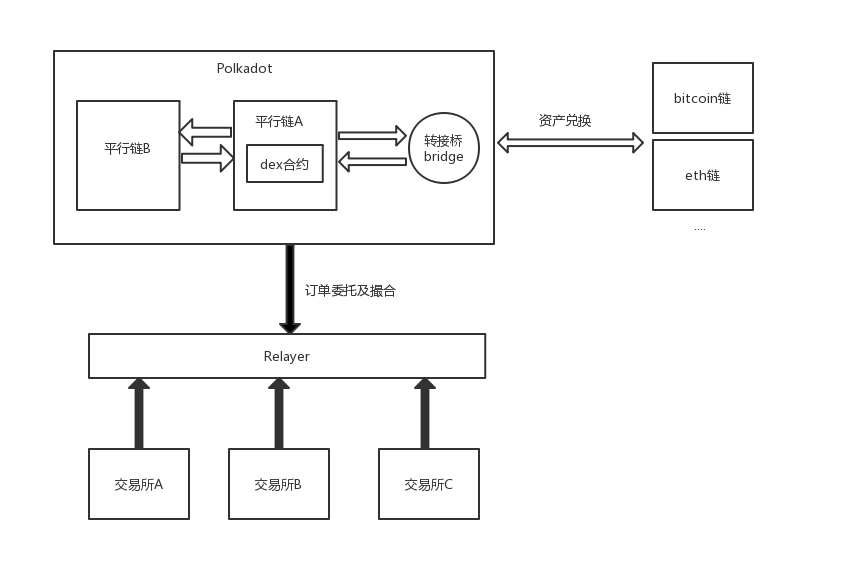 Polkadot
平行链B
平行链A
dex合约
转接桥
bridge
资产兑换
bitcoin链
eth链
....
订单委托及撮合
Relayer
交易所A
交易所B
交易所C